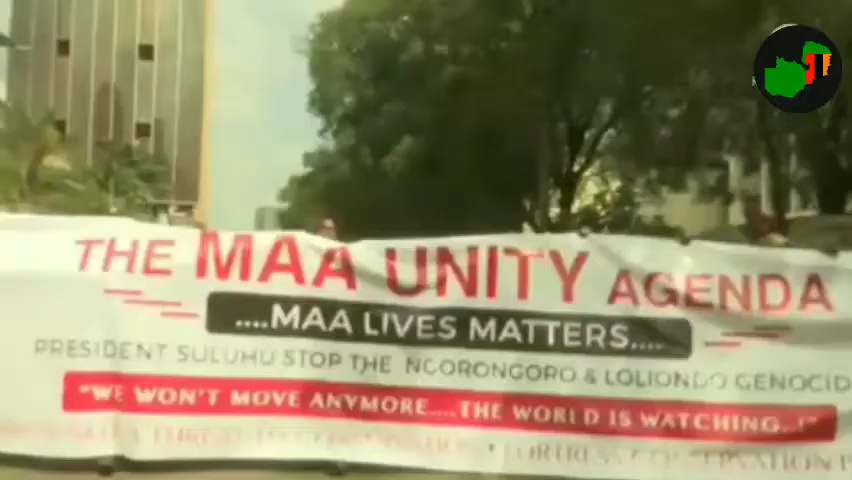 THE MAA UNITY AGENDA
....MAA LIVES MATTERS....
PRESIDENT SULUHU STOP THE NGORONGORO & LOLIONDO GENOCID
"WE WON'T MOVE ANYMORE....THE WORLD IS WATCHING..!"
FORTRESS CONSERVATION